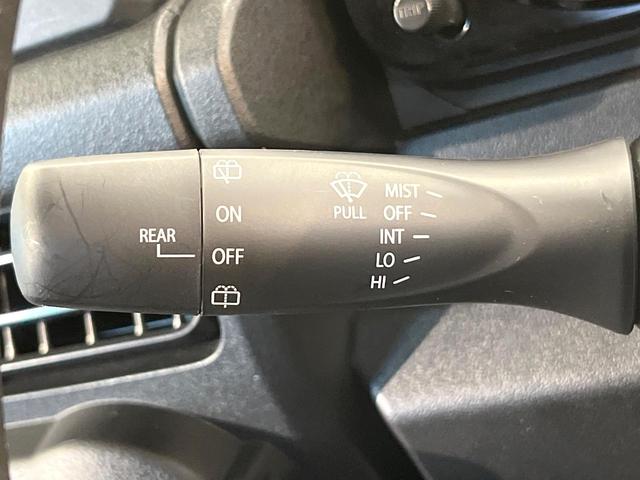 REAR
ON
OFF
PULL
MIST
OFF
INT
LO
HI